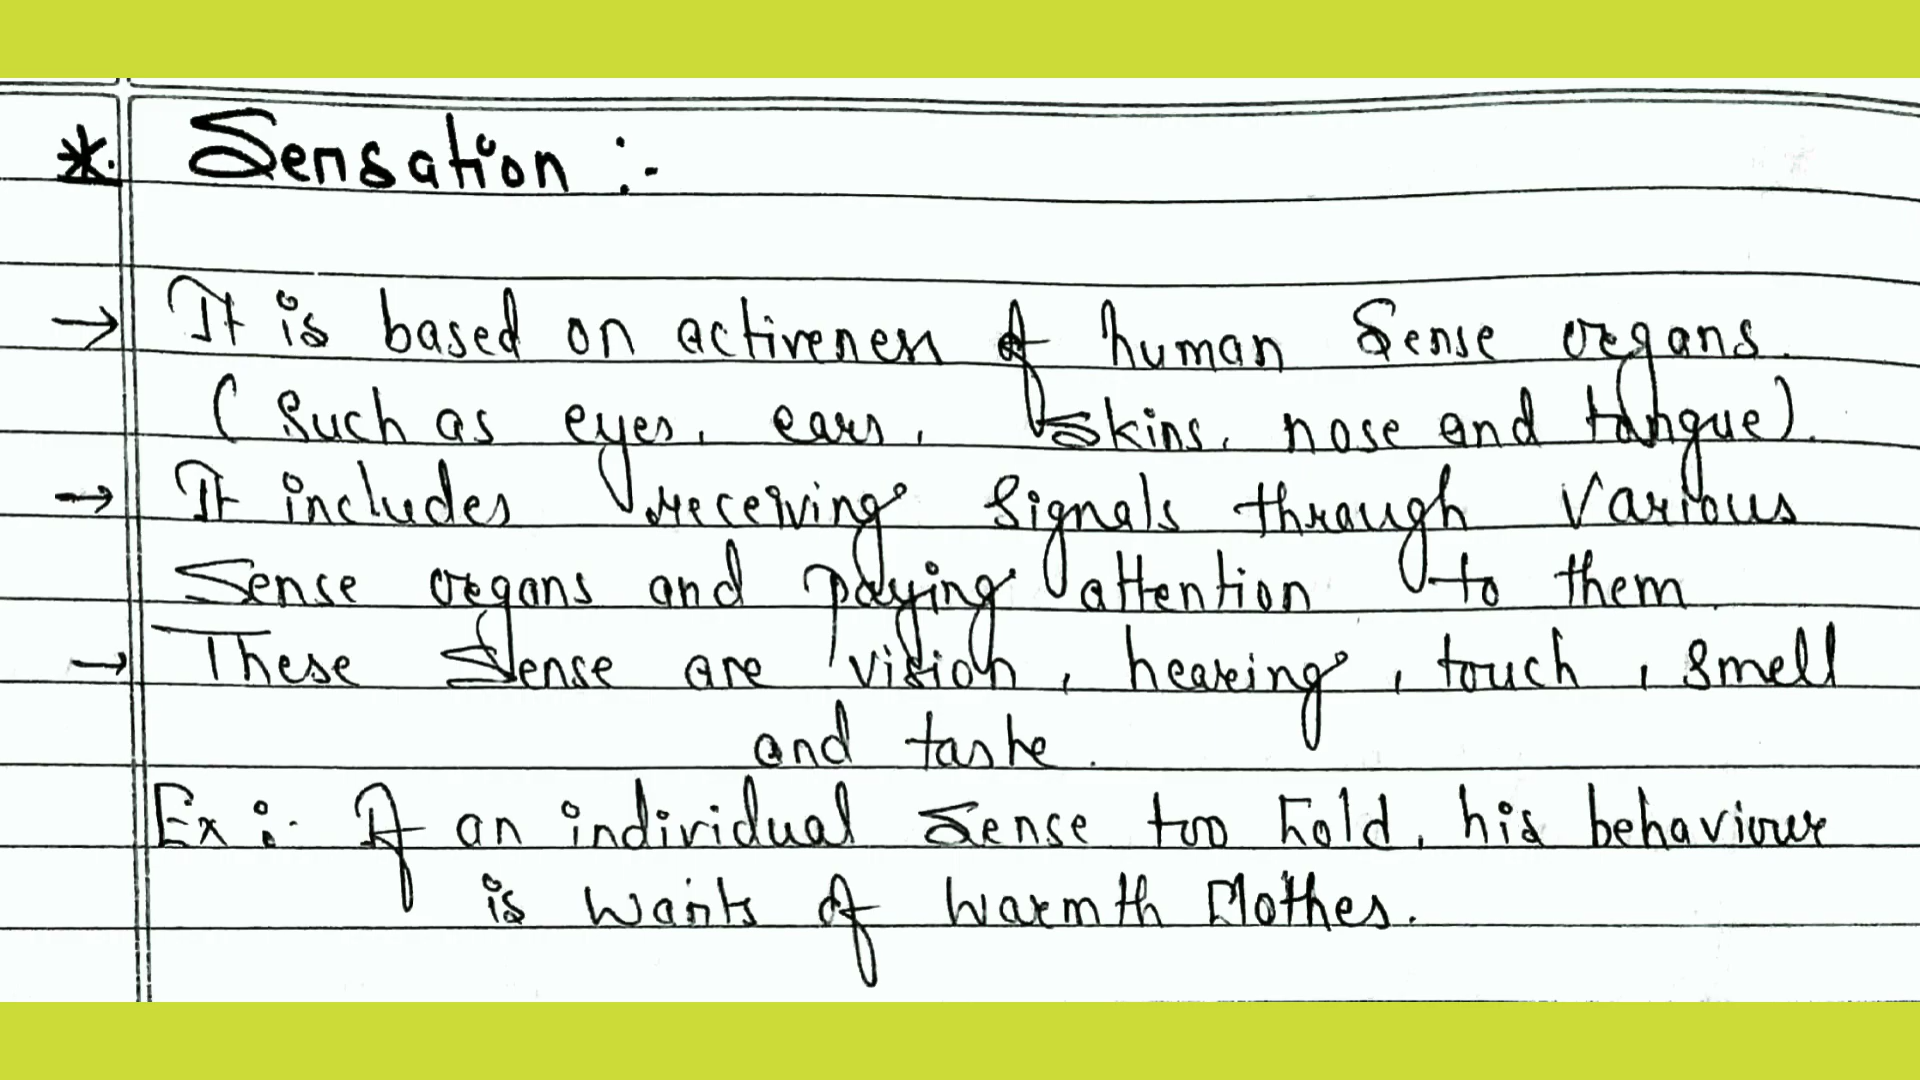 * Sensation :-
→ It is based on activeness of human Sense organs.
( Such as eyes, ears, skins, nose and tongue).
→ It includes receiving signals through various
Sense organs and paying attention to them.
→ These Sense are vision, hearing, touch, smell
and taste.
Ex :- If an individual sense too Cold, his behaviour
is wants of warmth Clothes.